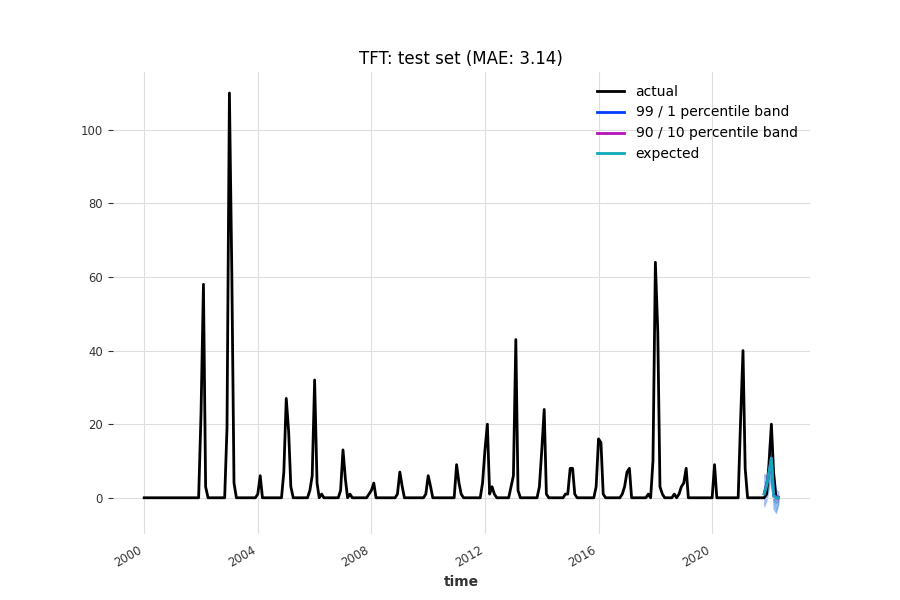 TFT: test set (MAE: 3.14)
actual
99 / 1 percentile band
90 / 10 percentile band
expected
100
80
60
40
20
0
2000
2004
2008
2012
2016
2020
time